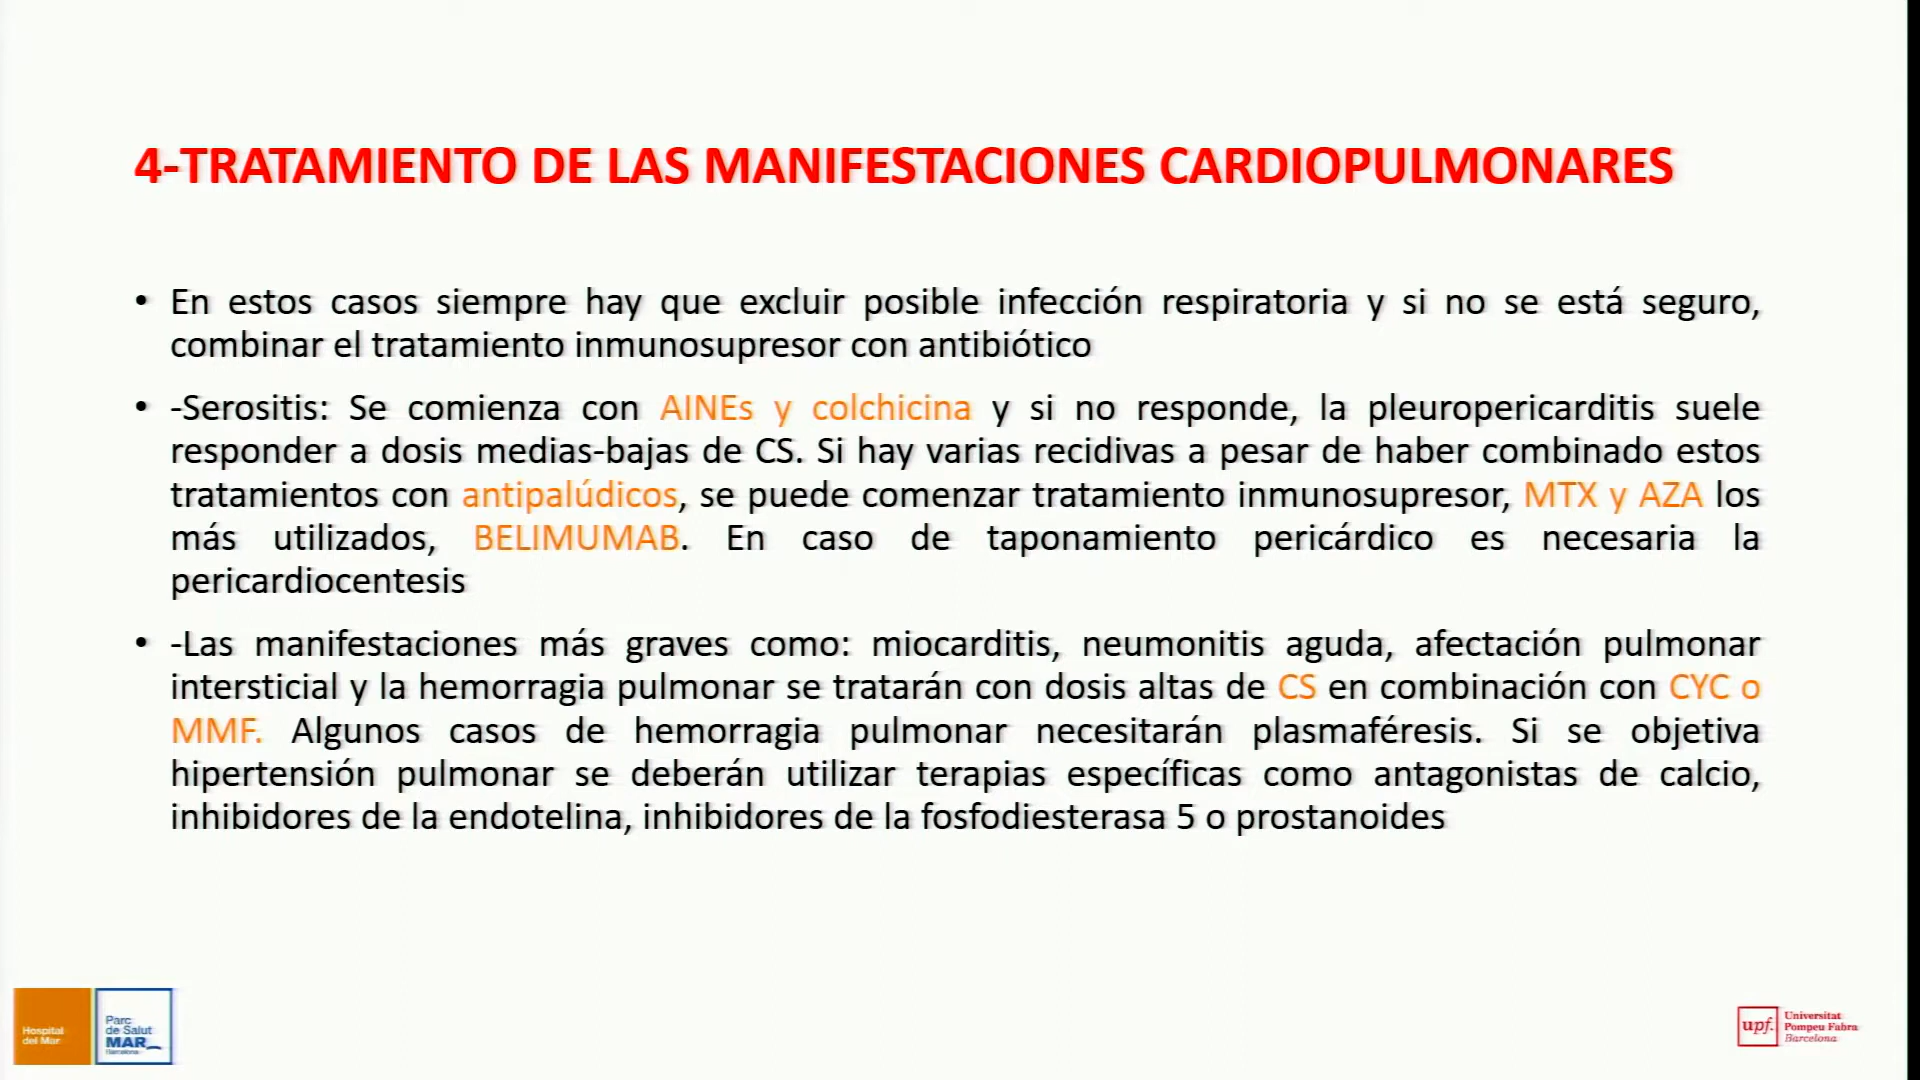 4-TRATAMIENTO DE LAS MANIFESTACIONES CARDIOPULMONARES
• En estos casos siempre hay que excluir posible infección respiratoria y si no se está seguro,
combinar el tratamiento inmunosupresor con antibiótico
• -Serositis: Se comienza con AINEs y colchicina y si no responde, la pleuropericarditis suele
responder a dosis medias-bajas de CS. Si hay varias recidivas a pesar de haber combinado estos
tratamientos con antipalúdicos, se puede comenzar tratamiento inmunosupresor, MTX y AZA los
más utilizados, BELIMUMAB. En caso de taponamiento pericárdico es necesaria la
pericardiocentesis
• -Las manifestaciones más graves como: miocarditis, neumonitis aguda, afectación pulmonar
intersticial y la hemorragia pulmonar se tratarán con dosis altas de CS en combinación con CYC o
MMF. Algunos casos de hemorragia pulmonar necesitarán plasmaféresis. Si se objetiva
hipertensión pulmonar se deberán utilizar terapias específicas como antagonistas de calcio,
inhibidores de la endotelina, inhibidores de la fosfodiesterasa 5 o prostanoides
Hospital
del Mar
Parc
de Salut
MAR
Barcelona
upf.
Universitat
Pompeu Fabra
Barcelona